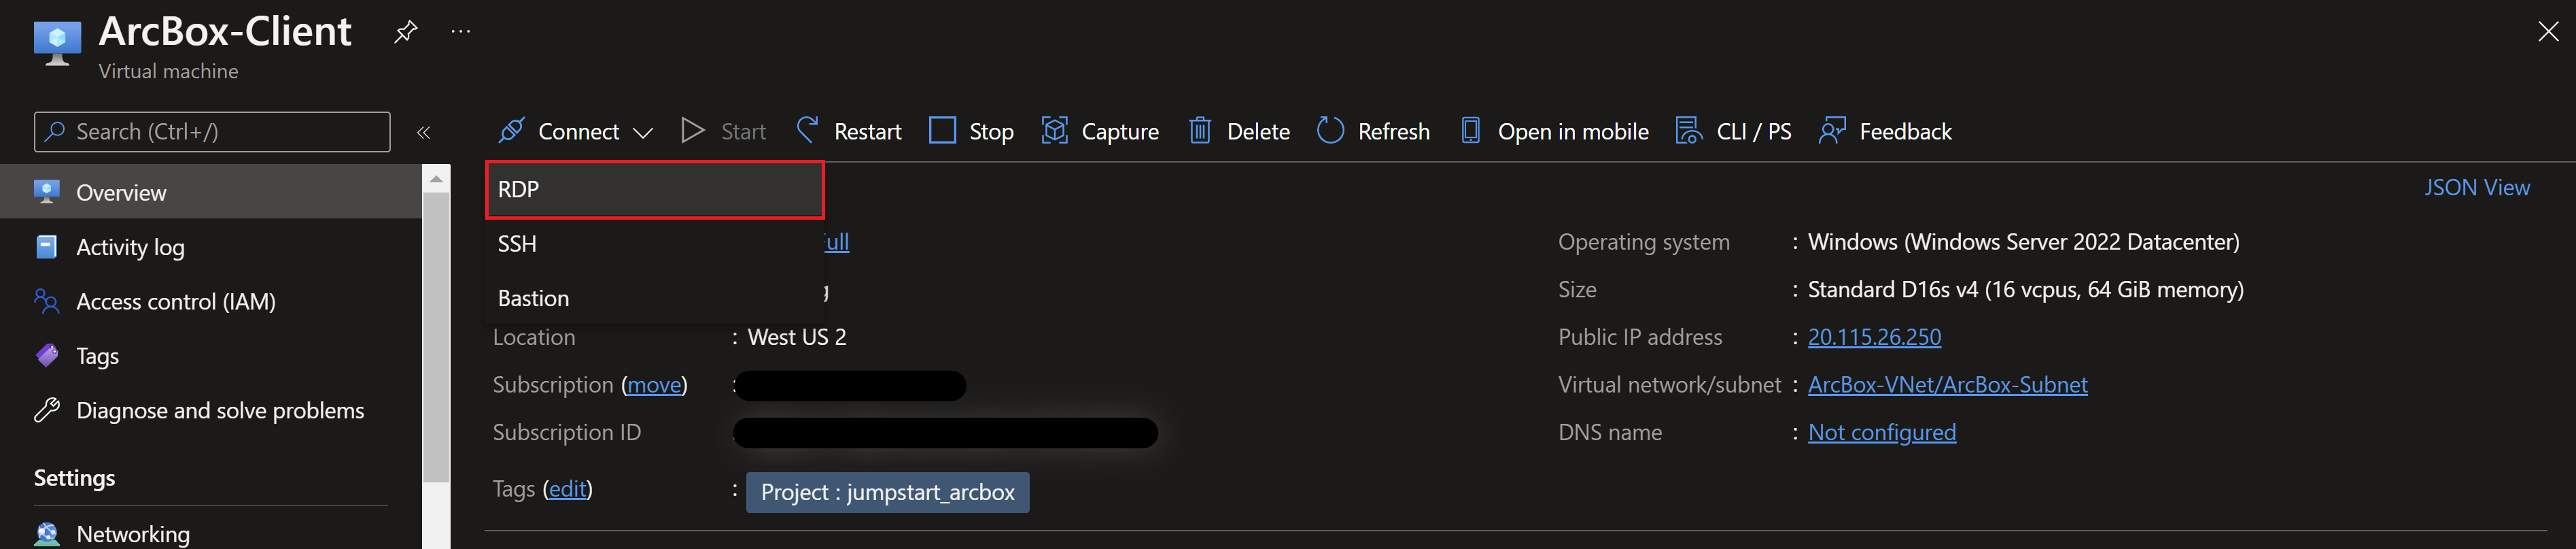 ArcBox-Client
Virtual machine
Search (Ctrl+/)
Connect Start Restart Stop Capture Delete Refresh Open in mobile CLI / PS Feedback
Overview
Activity log
Access control (IAM)
Tags
Diagnose and solve problems
Settings
Networking
RDP
SSH
Bastion
JSON View
Location : West US 2
Subscription (move) :
Subscription ID
Tags (edit) : Project : jumpstart_arcbox
Operating system : Windows (Windows Server 2022 Datacenter)
Size : Standard D16s v4 (16 vcpus, 64 GiB memory)
Public IP address : 20.115.26.250
Virtual network/subnet : ArcBox-VNet/ArcBox-Subnet
DNS name : Not configured